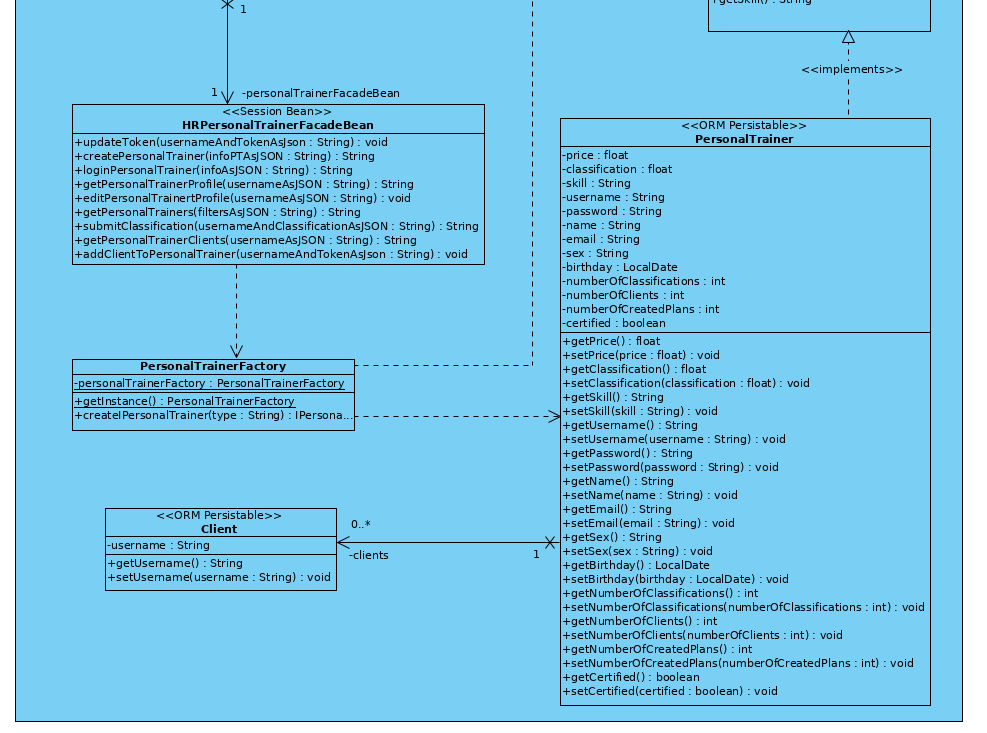 1
1
-personalTrainerFacadeBean
<<Session Bean>>
HRPersonalTrainerFacadeBean
+updateToken(usernameAndTokenAsJson : String) : void
+createPersonalTrainer(infoPTAsJSON : String) : String
+loginPersonalTrainer(infoAsJSON : String) : String
+getPersonalTrainerProfile(usernameAsJSON : String) : String
+editPersonalTrainertProfile(usernameAsJSON : String) : void
+getPersonalTrainers(filtersAsJSON : String) : String
+submitClassification(usernameAndClassificationAsJSON : String) : String
+getPersonalTrainerClients(usernameAsJSON : String) : String
+addClientToPersonalTrainer(usernameAndTokenAsJson : String) : void
PersonalTrainerFactory
-personalTrainerFactory : PersonalTrainerFactory
+getInstance() : PersonalTrainerFactory
+createIPersonalTrainer(type : String) : IPersona...
<<ORM Persistable>>
Client
-username : String
+getUsername() : String
+setUsername(username : String) : void
0..*
-clients
1
+getSkill() : String
<<implements>>
<<ORM Persistable>>
PersonalTrainer
-price : float
-classification : float
-skill : String
-username : String
-password : String
-name : String
-email : String
-sex : String
-birthday : LocalDate
-numberOfClassifications : int
-numberOfClients : int
-numberOfCreatedPlans : int
-certified : boolean
+getPrice() : float
+setPrice(price : float) : void
+getClassification() : float
+setClassification(classification : float) : void
+getSkill() : String
+setSkill(skill : String) : void
+getUsername() : String
+setUsername(username : String) : void
+getPassword() : String
+setPassword(password : String) : void
+getName() : String
+setName(name : String) : void
+getEmail() : String
+setEmail(email : String) : void
+getSex() : String
+setSex(sex : String) : void
+getBirthday() : LocalDate
+setBirthday(birthday : LocalDate) : void
+getNumberOfClassifications() : int
+setNumberOfClassifications(numberOfClassifications : int) : void
+getNumberOfClients() : int
+setNumberOfClients(numberOfClients : int) : void
+getNumberOfCreatedPlans() : int
+setNumberOfCreatedPlans(numberOfCreatedPlans : int) : void
+getCertified() : boolean
+setCertified(certified : boolean) : void